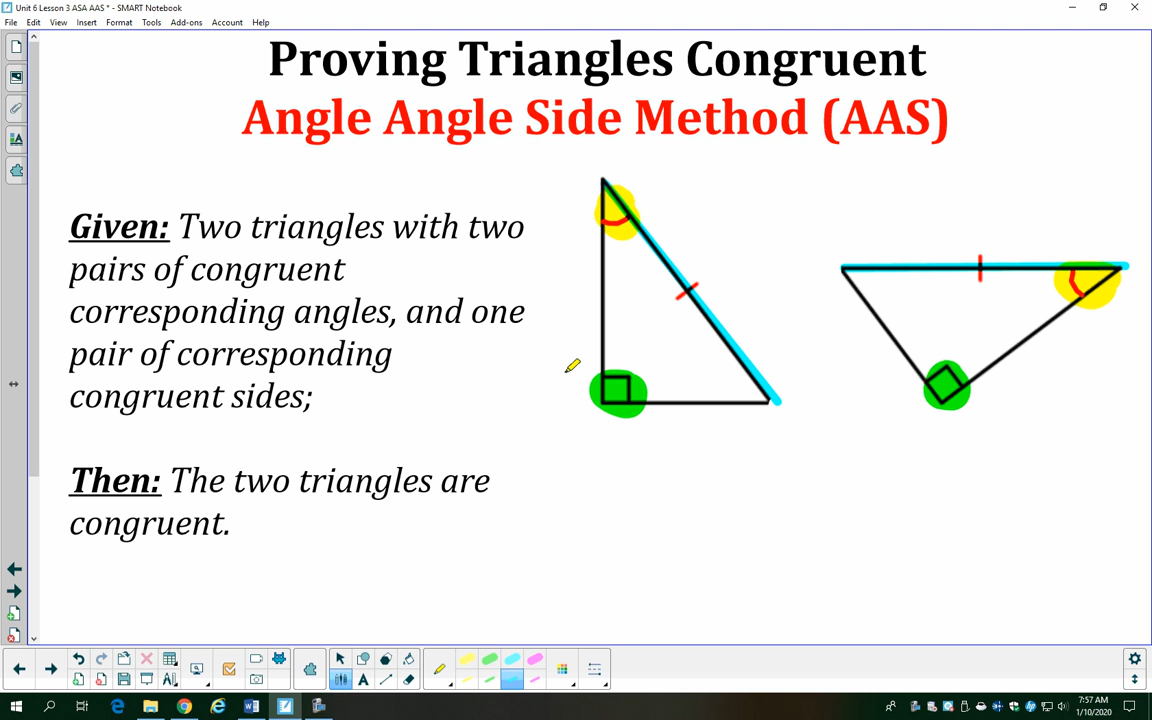 Unit 6 Lesson 3 ASA AAS * - SMART Notebook
File Edit View Insert Format Tools Add-ons Account Help
Proving Triangles Congruent
Angle Angle Side Method (AAS)
Given: Two triangles with two
pairs of congruent
corresponding angles, and one
pair of corresponding
congruent sides;
Then: The two triangles are
congruent.
7:57 AM
1/10/2020